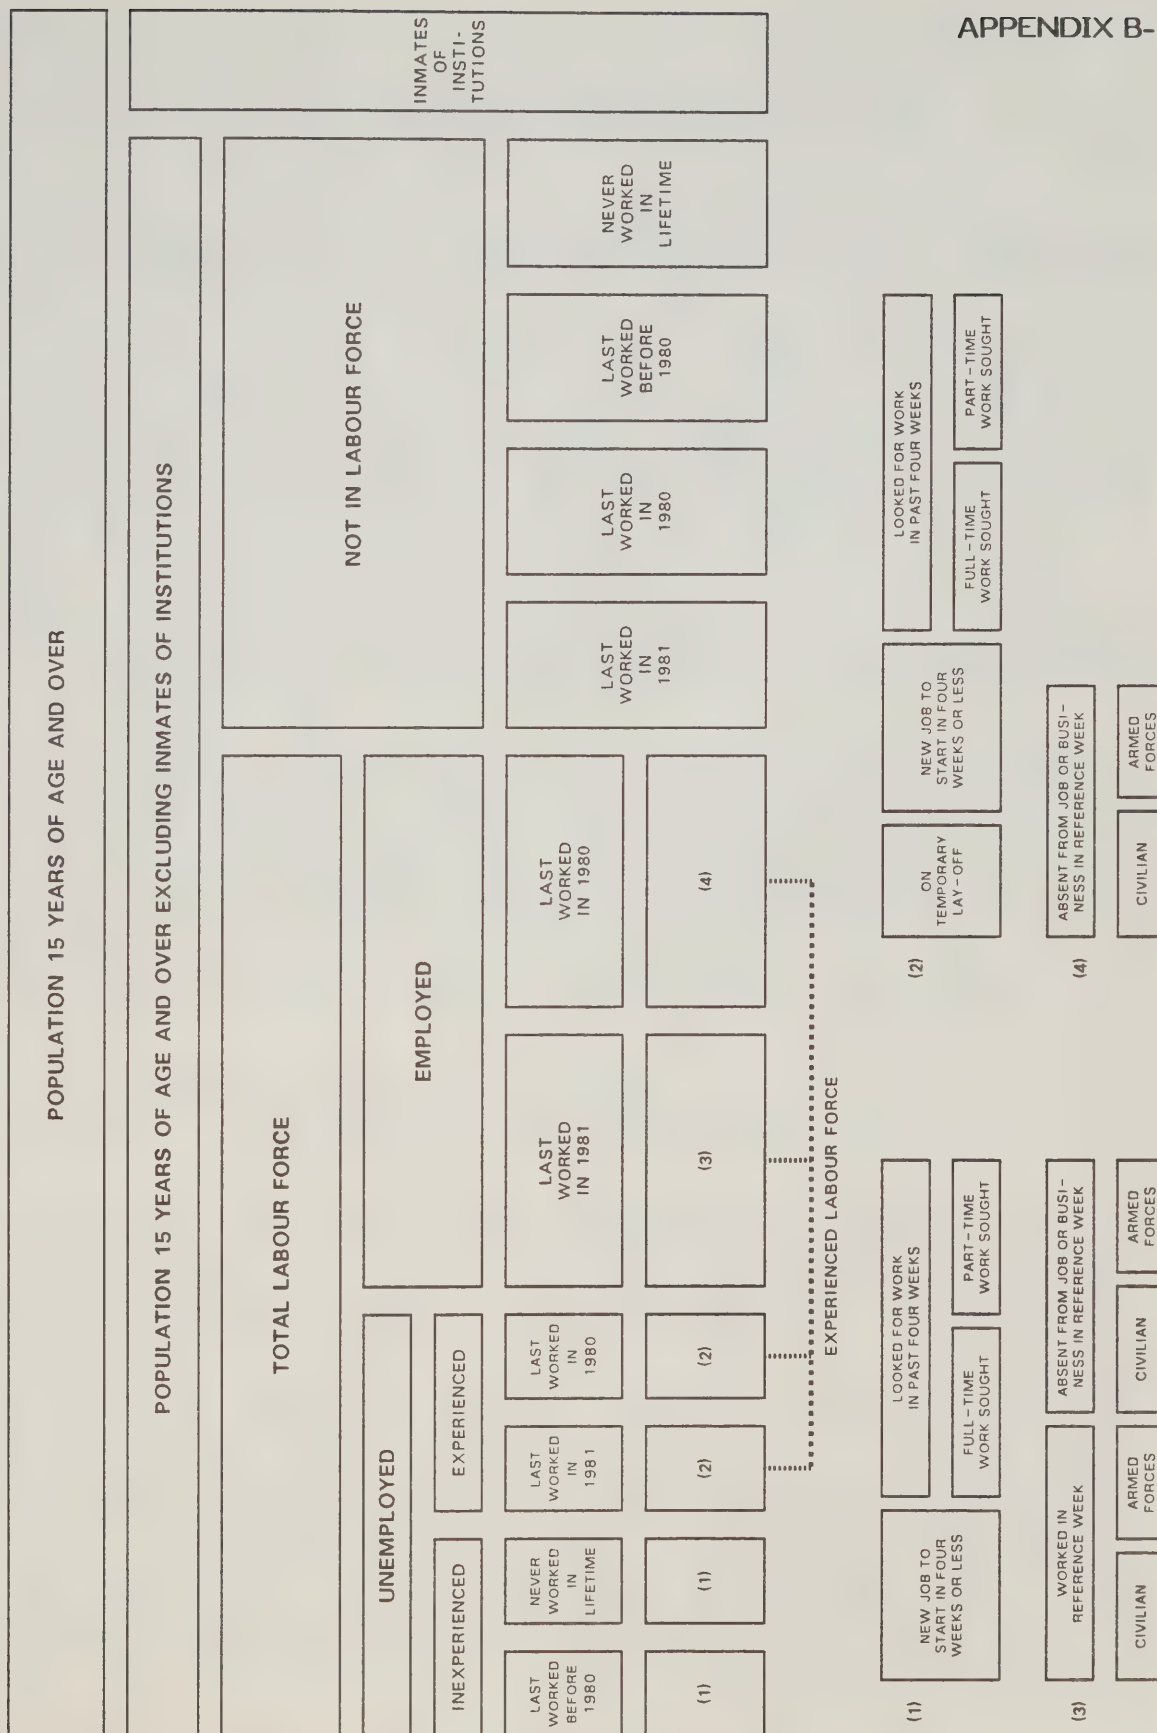 APPENDIX B-
POPULATION 15 YEARS OF AGE AND OVER
POPULATION 15 YEARS OF AGE AND OVER EXCLUDING INMATES OF INSTITUTIONS
INMATES
OF
INSTI-
TUTIONS
TOTAL LABOUR FORCE
NOT IN LABOUR FORCE
UNEMPLOYED
EMPLOYED
INEXPERIENCED
EXPERIENCED
LAST
WORKED
BEFORE
1980
NEVER
WORKED
IN
LIFETIME
LAST
WORKED
IN
1981
LAST
WORKED
IN
1980
LAST
WORKED
IN 1981
LAST
WORKED
IN 1980
LAST
WORKED
IN
1981
LAST
WORKED
IN
1980
LAST
WORKED
BEFORE
1980
NEVER
WORKED
IN
LIFETIME
(1)
(1)
(2)
(2)
(3)
(4)
EXPERIENCED LABOUR FORCE
(1)
NEW JOB TO
START IN FOUR
WEEKS OR LESS
LOOKED FOR WORK
IN PAST FOUR WEEKS
FULL-TIME
WORK SOUGHT
PART-TIME
WORK SOUGHT
(2)
ON
TEMPORARY
LAY-OFF
NEW JOB TO
START IN FOUR
WEEKS OR LESS
LOOKED FOR WORK
IN PAST FOUR WEEKS
FULL-TIME
WORK SOUGHT
PART-TIME
WORK SOUGHT
(3)
WORKED IN
REFERENCE WEEK
ABSENT FROM JOB OR BUSI-
NESS IN REFERENCE WEEK
CIVILIAN
ARMED
FORCES
CIVILIAN
ARMED
FORCES
(4)
ABSENT FROM JOB OR BUSI-
NESS IN REFERENCE WEEK
CIVILIAN
ARMED
FORCES